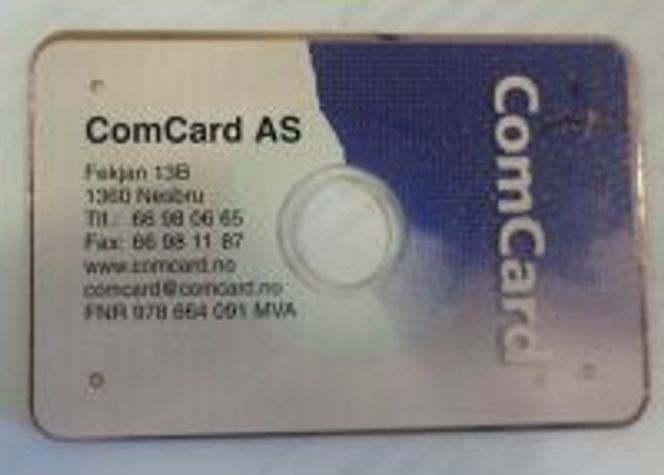 ComCard AS
Fekjan 13B
1360 Nesbru
Tlf.: 66 98 06 65
Fax: 66 98 11 87
www.comcard.no
comcard@comcard.no
FNR 978 664 091 MVA
ComCard